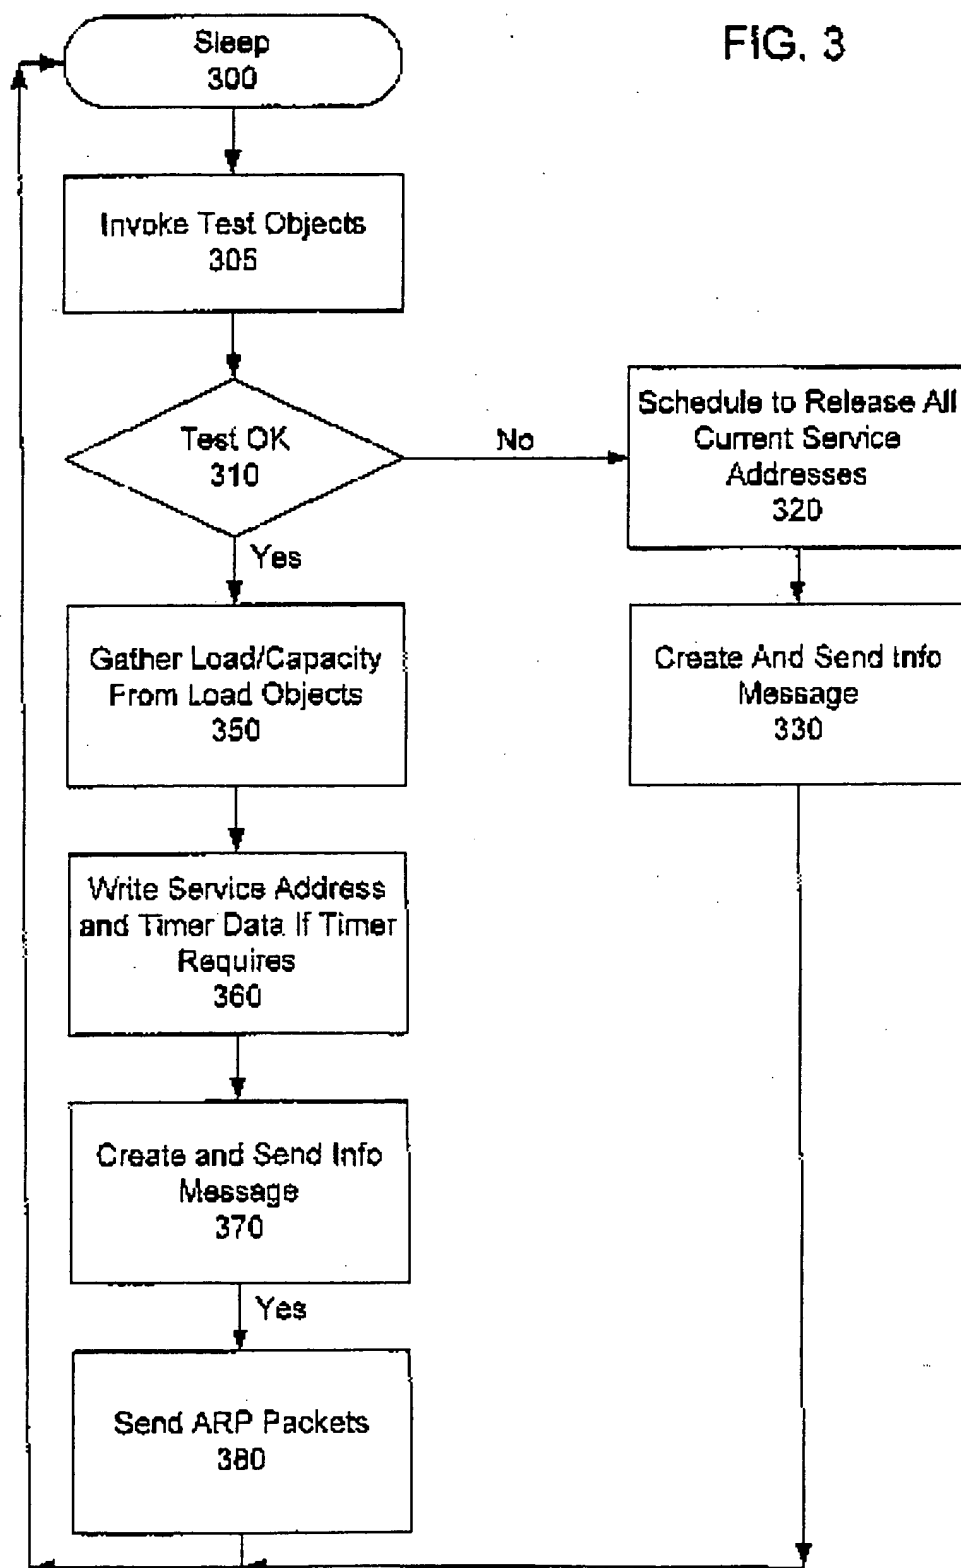 FIG. 3
Sleep
300
Invoke Test Objects
305
Test OK
310
No
Yes
Schedule to Release All
Current Service
Addresses
320
Create And Send Info
Message
330
Gather Load/Capacity
From Load Objects
350
Write Service Address
and Timer Data If Timer
Requires
360
Create and Send Info
Message
370
Yes
Send ARP Packets
380